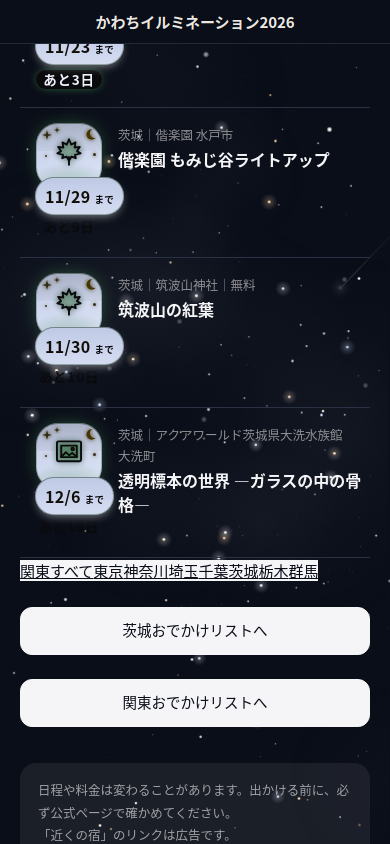 かわちイルミネーション2026
11/23 まで
あと3日
茨城｜偕楽園 水戸市
偕楽園 もみじ谷ライトアップ
11/29 まで
あと9日
茨城｜筑波山神社｜無料
筑波山の紅葉
11/30 まで
あと10日
茨城｜アクアワールド茨城県大洗水族館
大洗町
透明標本の世界 ―ガラスの中の骨
格―
12/6 まで
関東すべて東京神奈川埼玉千葉茨城栃木群馬
茨城おでかけリストへ
関東おでかけリストへ
日程や料金は変わることがあります。出かける前に、必
ず公式ページで確かめてください。
「近くの宿」のリンクは広告です。